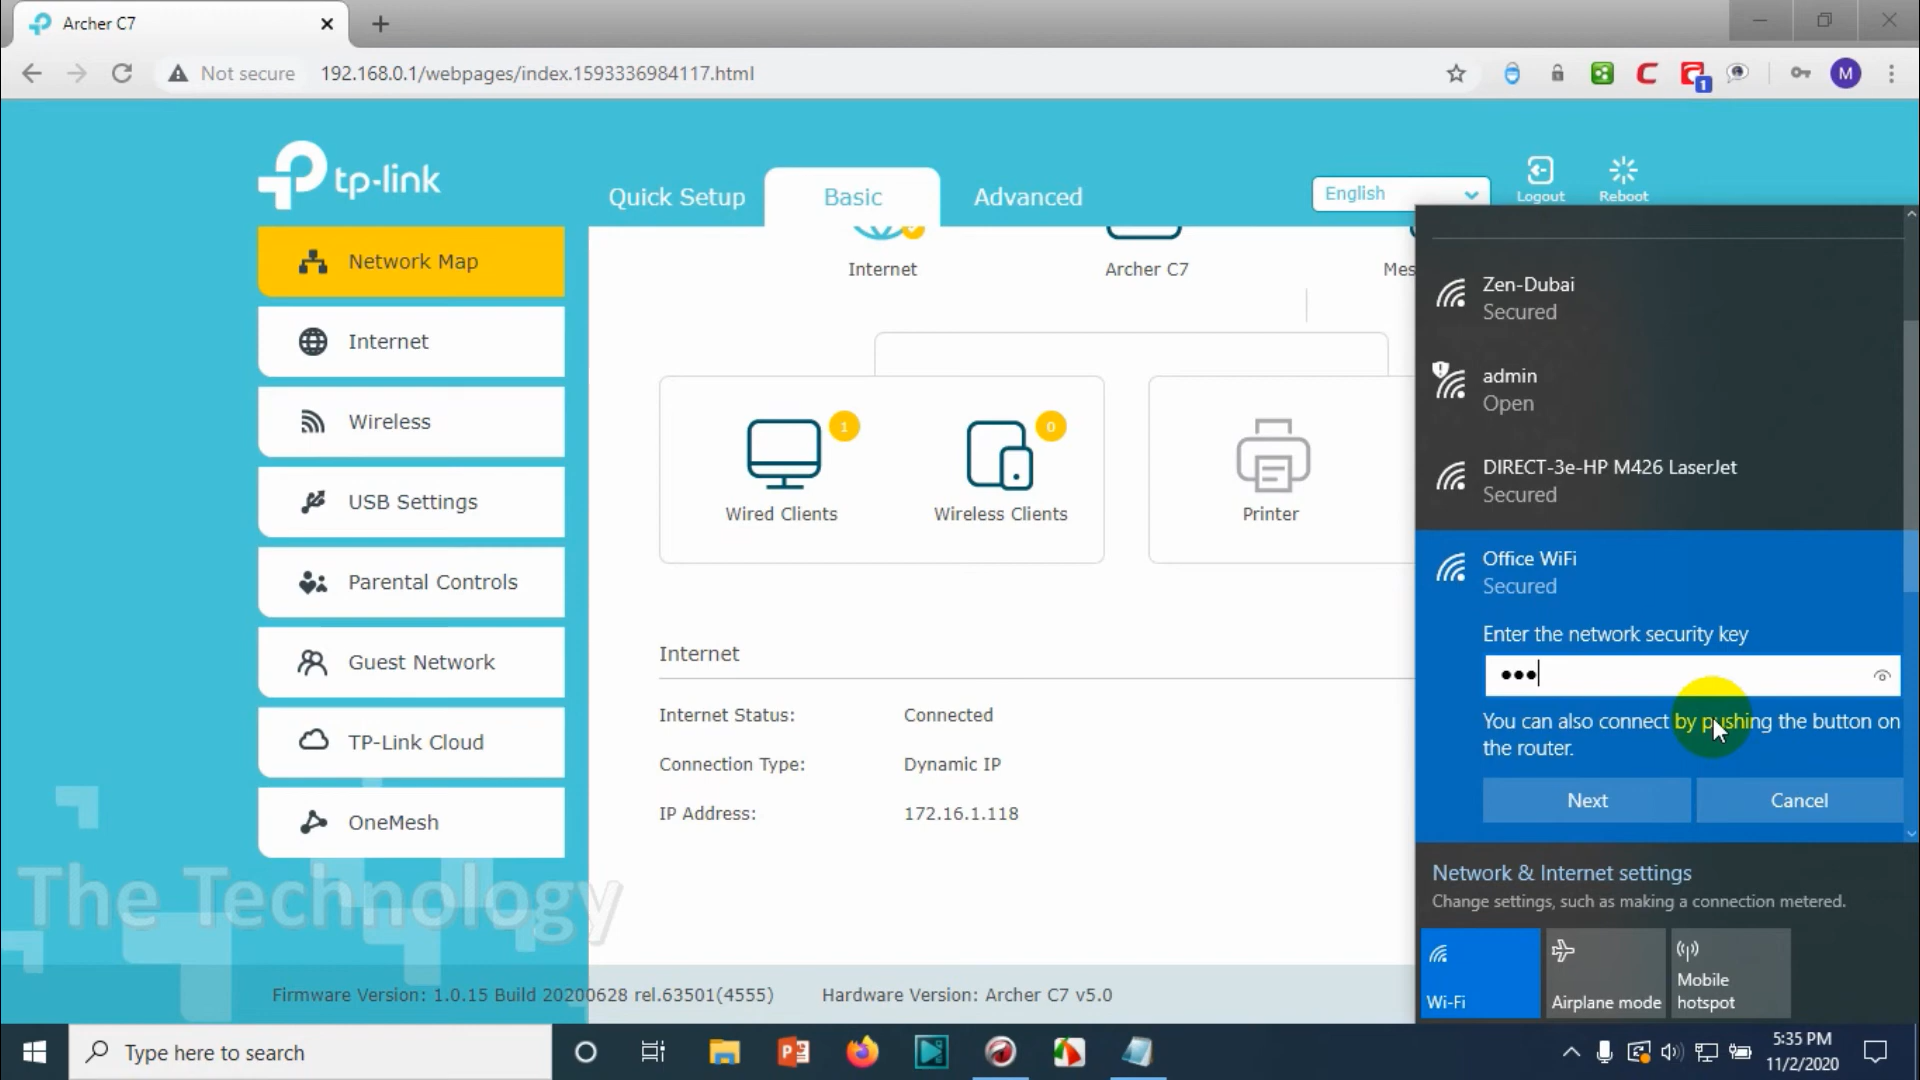 Archer C7
Not secure
192.168.0.1/webpages/index.1593336984117.html
1
M
tp-link
Quick Setup
Basic
Advanced
English
Logout
Reboot
Network Map
Internet
Wireless
USB Settings
Parental Controls
Guest Network
TP-Link Cloud
OneMesh
Internet
Archer C7
Mes
1
0
Wired Clients
Wireless Clients
Printer
Internet
Internet Status: Connected
Connection Type: Dynamic IP
IP Address: 172.16.1.118
The Technology
Firmware Version: 1.0.15 Build 20200628 rel.63501(4555)
Hardware Version: Archer C7 v5.0
Zen-Dubai
Secured
admin
Open
DIRECT-3e-HP M426 LaserJet
Secured
Office WiFi
Secured
Enter the network security key
You can also connect by pushing the button on
the router.
Next
Cancel
Network & Internet settings
Change settings, such as making a connection metered.
Wi-Fi
Airplane mode
Mobile
hotspot
Type here to search
5:35 PM
11/2/2020